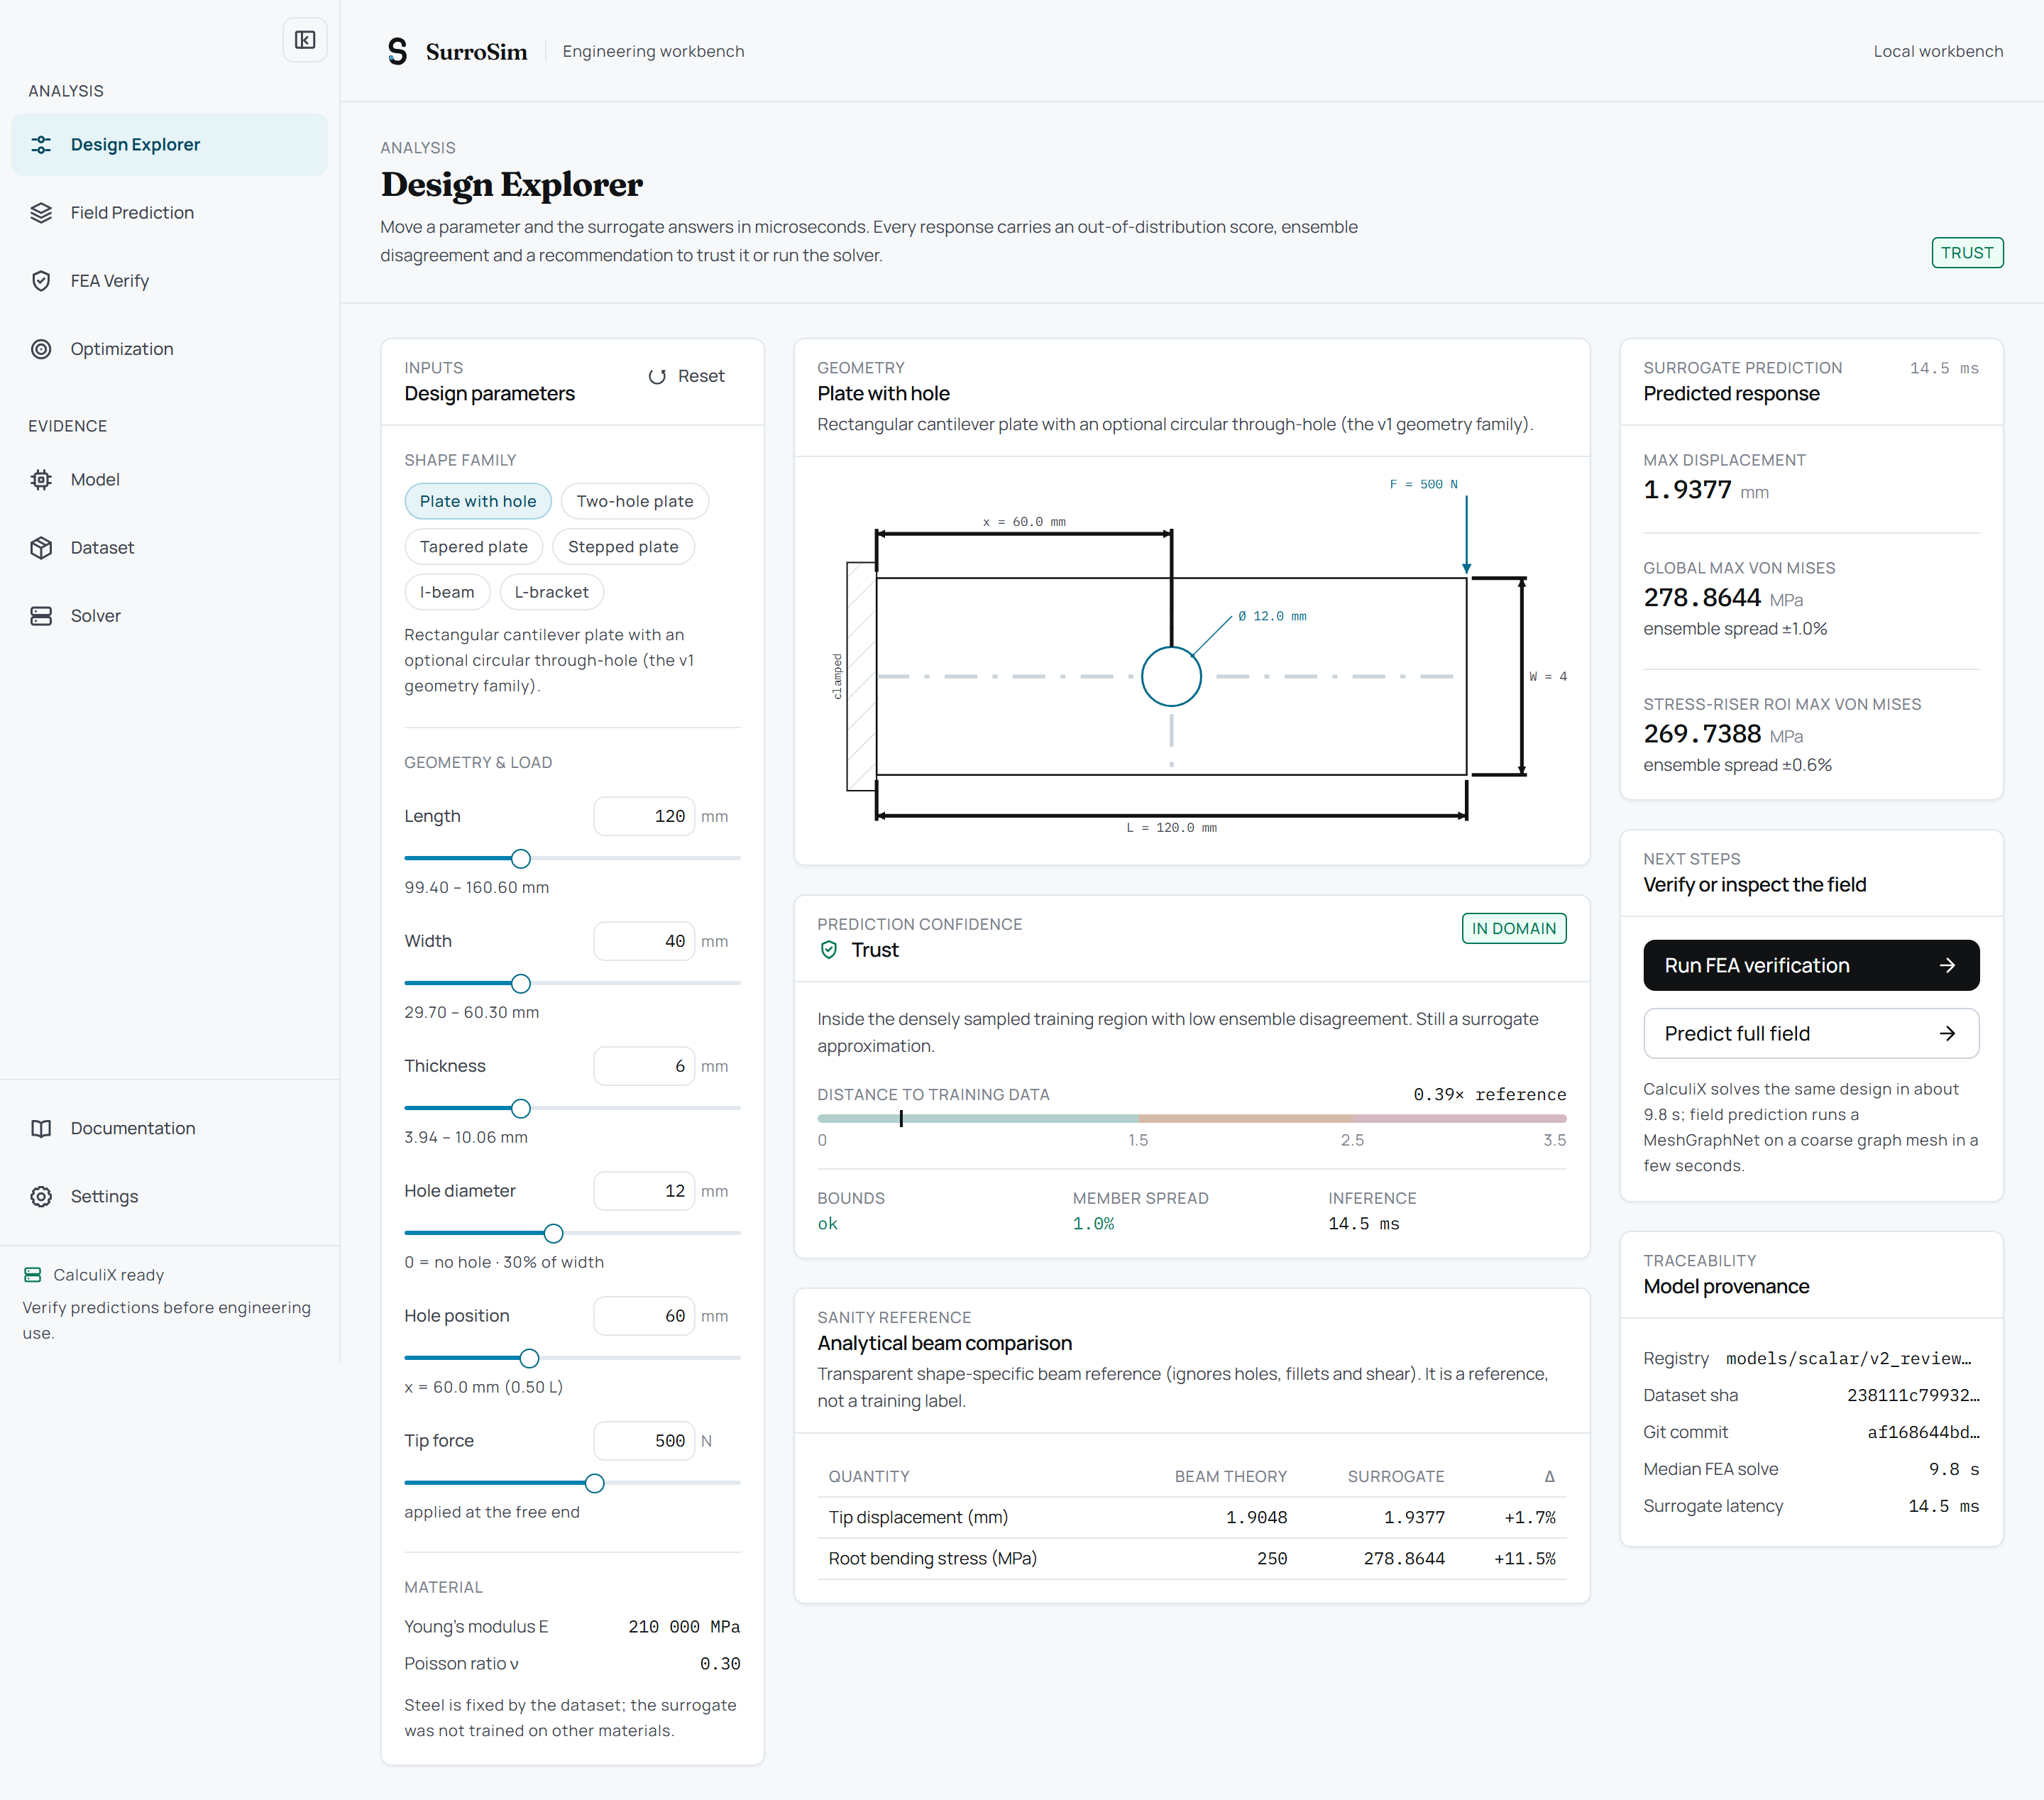 ANALYSIS
Design Explorer
Field Prediction
FEA Verify
Optimization
EVIDENCE
Model
Dataset
Solver
Documentation
Settings
CalculiX ready
Verify predictions before engineering
use.
S SurroSim
Engineering workbench
Local workbench
ANALYSIS
Design Explorer
Move a parameter and the surrogate answers in microseconds. Every response carries an out-of-distribution score, ensemble
disagreement and a recommendation to trust it or run the solver.
TRUST
INPUTS
Design parameters
Reset
SHAPE FAMILY
Plate with hole
Two-hole plate
Tapered plate
Stepped plate
I-beam
L-bracket
Rectangular cantilever plate with an
optional circular through-hole (the v1
geometry family).
GEOMETRY & LOAD
Length 120 mm
99.40 – 160.60 mm
Width 40 mm
29.70 – 60.30 mm
Thickness 6 mm
3.94 – 10.06 mm
Hole diameter 12 mm
0 = no hole · 30% of width
Hole position 60 mm
x = 60.0 mm (0.50 L)
Tip force 500 N
applied at the free end
MATERIAL
Young's modulus E 210 000 MPa
Poisson ratio ν 0.30
Steel is fixed by the dataset; the surrogate
was not trained on other materials.
GEOMETRY
Plate with hole
Rectangular cantilever plate with an optional circular through-hole (the v1 geometry family).
F = 500 N
x = 60.0 mm
Ø 12.0 mm
clamped
W = 4
L = 120.0 mm
PREDICTION CONFIDENCE
Trust
IN DOMAIN
Inside the densely sampled training region with low ensemble disagreement. Still a surrogate
approximation.
DISTANCE TO TRAINING DATA 0.39× reference
0 1.5 2.5 3.5
BOUNDS MEMBER SPREAD INFERENCE
ok 1.0% 14.5 ms
SANITY REFERENCE
Analytical beam comparison
Transparent shape-specific beam reference (ignores holes, fillets and shear). It is a reference,
not a training label.
QUANTITY BEAM THEORY SURROGATE Δ
Tip displacement (mm) 1.9048 1.9377 +1.7%
Root bending stress (MPa) 250 278.8644 +11.5%
SURROGATE PREDICTION 14.5 ms
Predicted response
MAX DISPLACEMENT
1.9377 mm
GLOBAL MAX VON MISES
278.8644 MPa
ensemble spread ±1.0%
STRESS-RISER ROI MAX VON MISES
269.7388 MPa
ensemble spread ±0.6%
NEXT STEPS
Verify or inspect the field
Run FEA verification
Predict full field
CalculiX solves the same design in about
9.8 s; field prediction runs a
MeshGraphNet on a coarse graph mesh in a
few seconds.
TRACEABILITY
Model provenance
Registry models/scalar/v2_review…
Dataset sha 238111c79932…
Git commit af168644bd…
Median FEA solve 9.8 s
Surrogate latency 14.5 ms